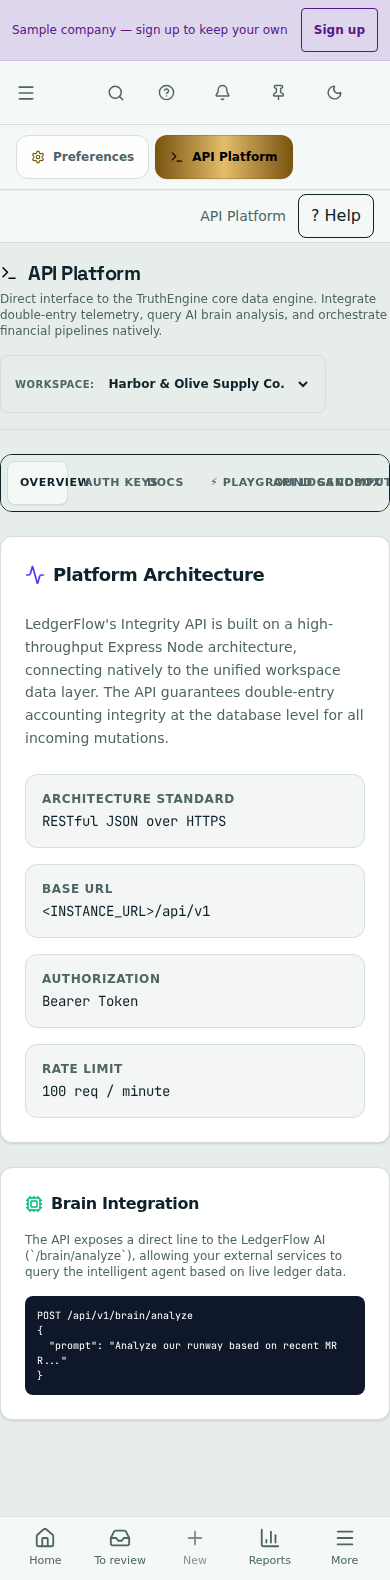 Sample company — sign up to keep your own
Sign up
Preferences
API Platform
API Platform
? Help
API Platform
Direct interface to the TruthEngine core data engine. Integrate
double-entry telemetry, query AI brain analysis, and orchestrate
financial pipelines natively.
WORKSPACE: Harbor & Olive Supply Co.
OVERVIEW AUTH KEYS DOCS ⚡ PLAYGROUND
Platform Architecture
LedgerFlow's Integrity API is built on a high-
throughput Express Node architecture,
connecting natively to the unified workspace
data layer. The API guarantees double-entry
accounting integrity at the database level for all
incoming mutations.
ARCHITECTURE STANDARD
RESTful JSON over HTTPS
BASE URL
<INSTANCE_URL>/api/v1
AUTHORIZATION
Bearer Token
RATE LIMIT
100 req / minute
Brain Integration
The API exposes a direct line to the LedgerFlow AI
(`/brain/analyze`), allowing your external services to
query the intelligent agent based on live ledger data.
POST /api/v1/brain/analyze
{
"prompt": "Analyze our runway based on recent MR
R..."
}
Home
To review
New
Reports
More